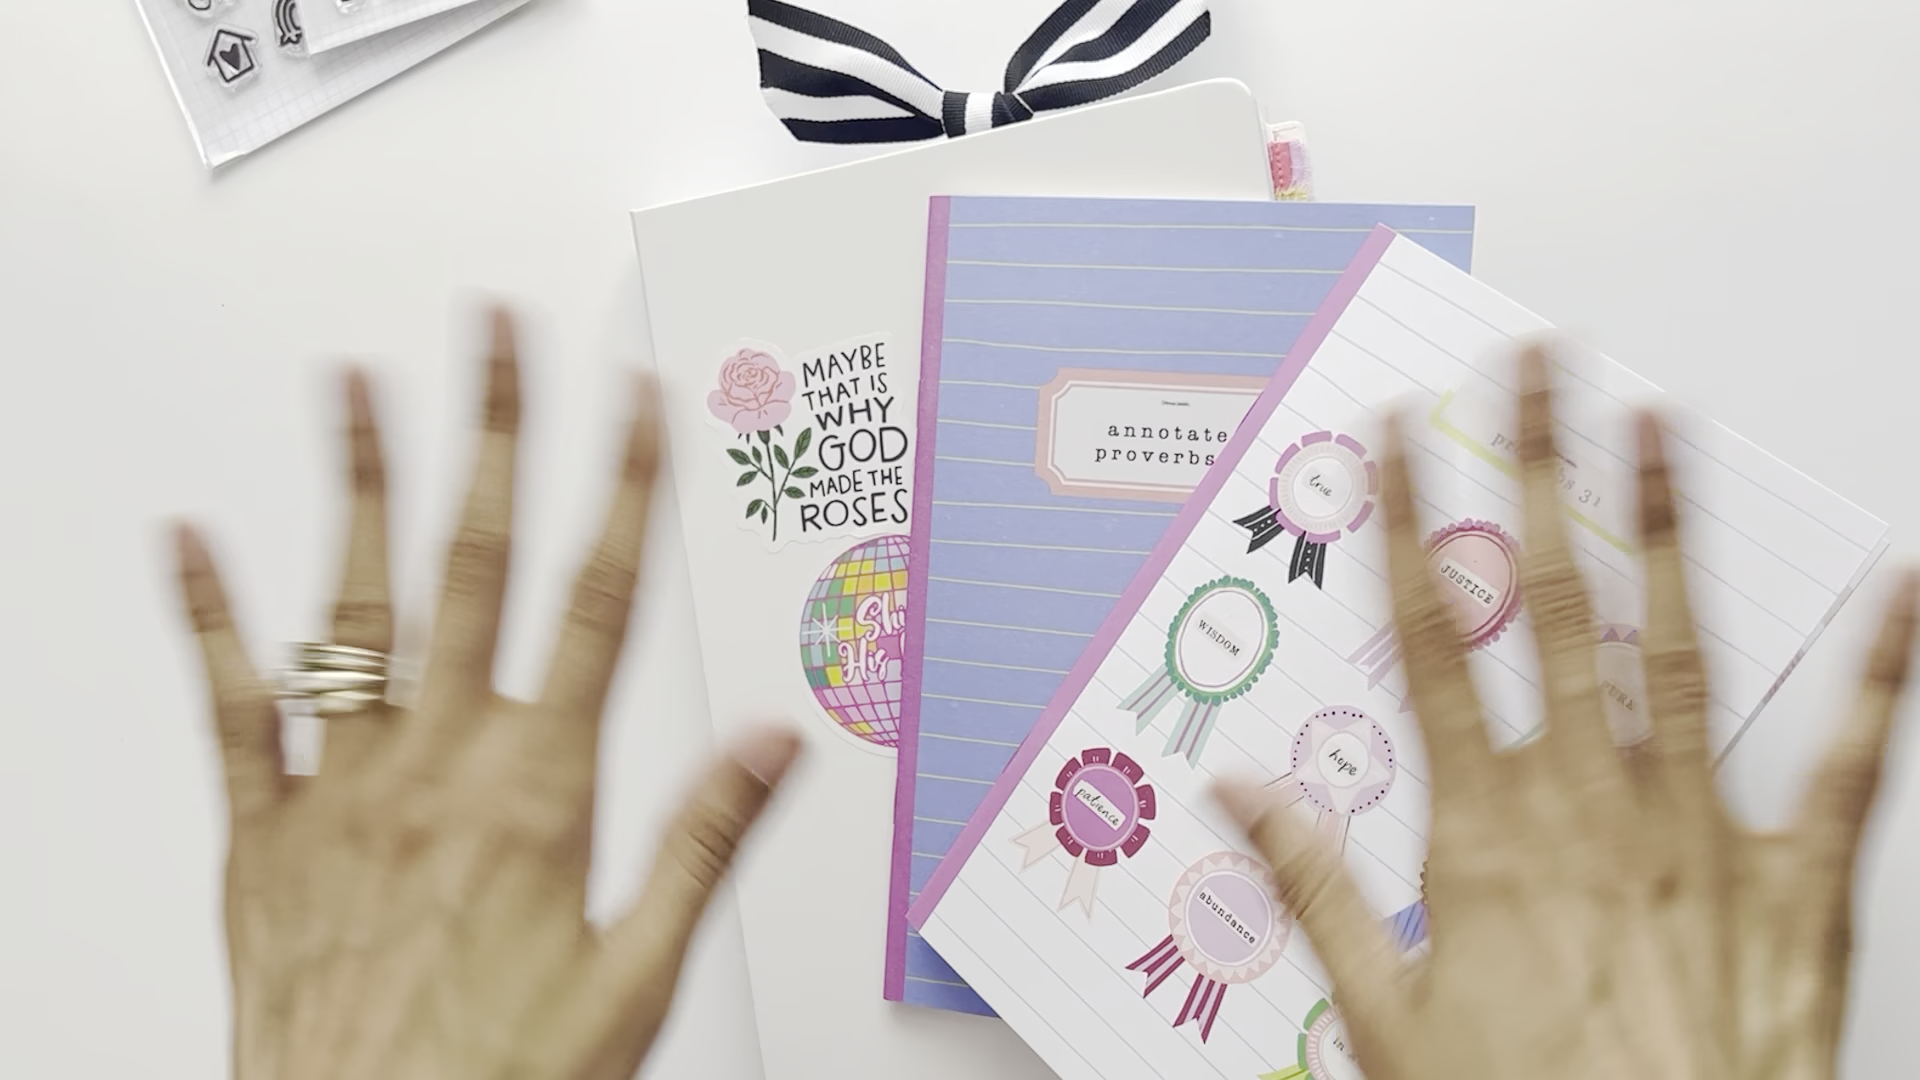 MAYBE
THAT IS
WHY
GOD
MADE THE
ROSES
annotate
proverbs
true
JUSTICE
WISDOM
hope
patience
abundance